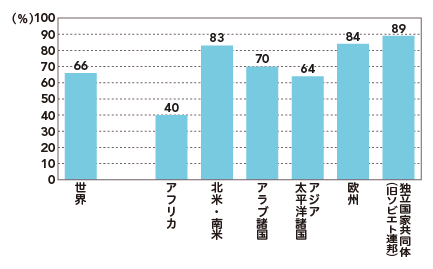 (%)
100
90
80
70
60
50
40
30
20
10
0
66
40
83
70
64
84
89
世界
アフリカ
北米・南米
アラブ諸国
アジア
太平洋諸国
欧州
独立国家共同体
(旧ソビエト連邦)